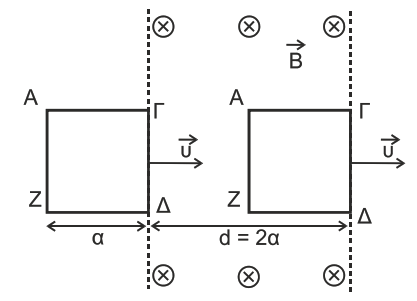 B
Α Γ Α Γ
υ υ
Ζ Δ Ζ Δ
α d = 2α